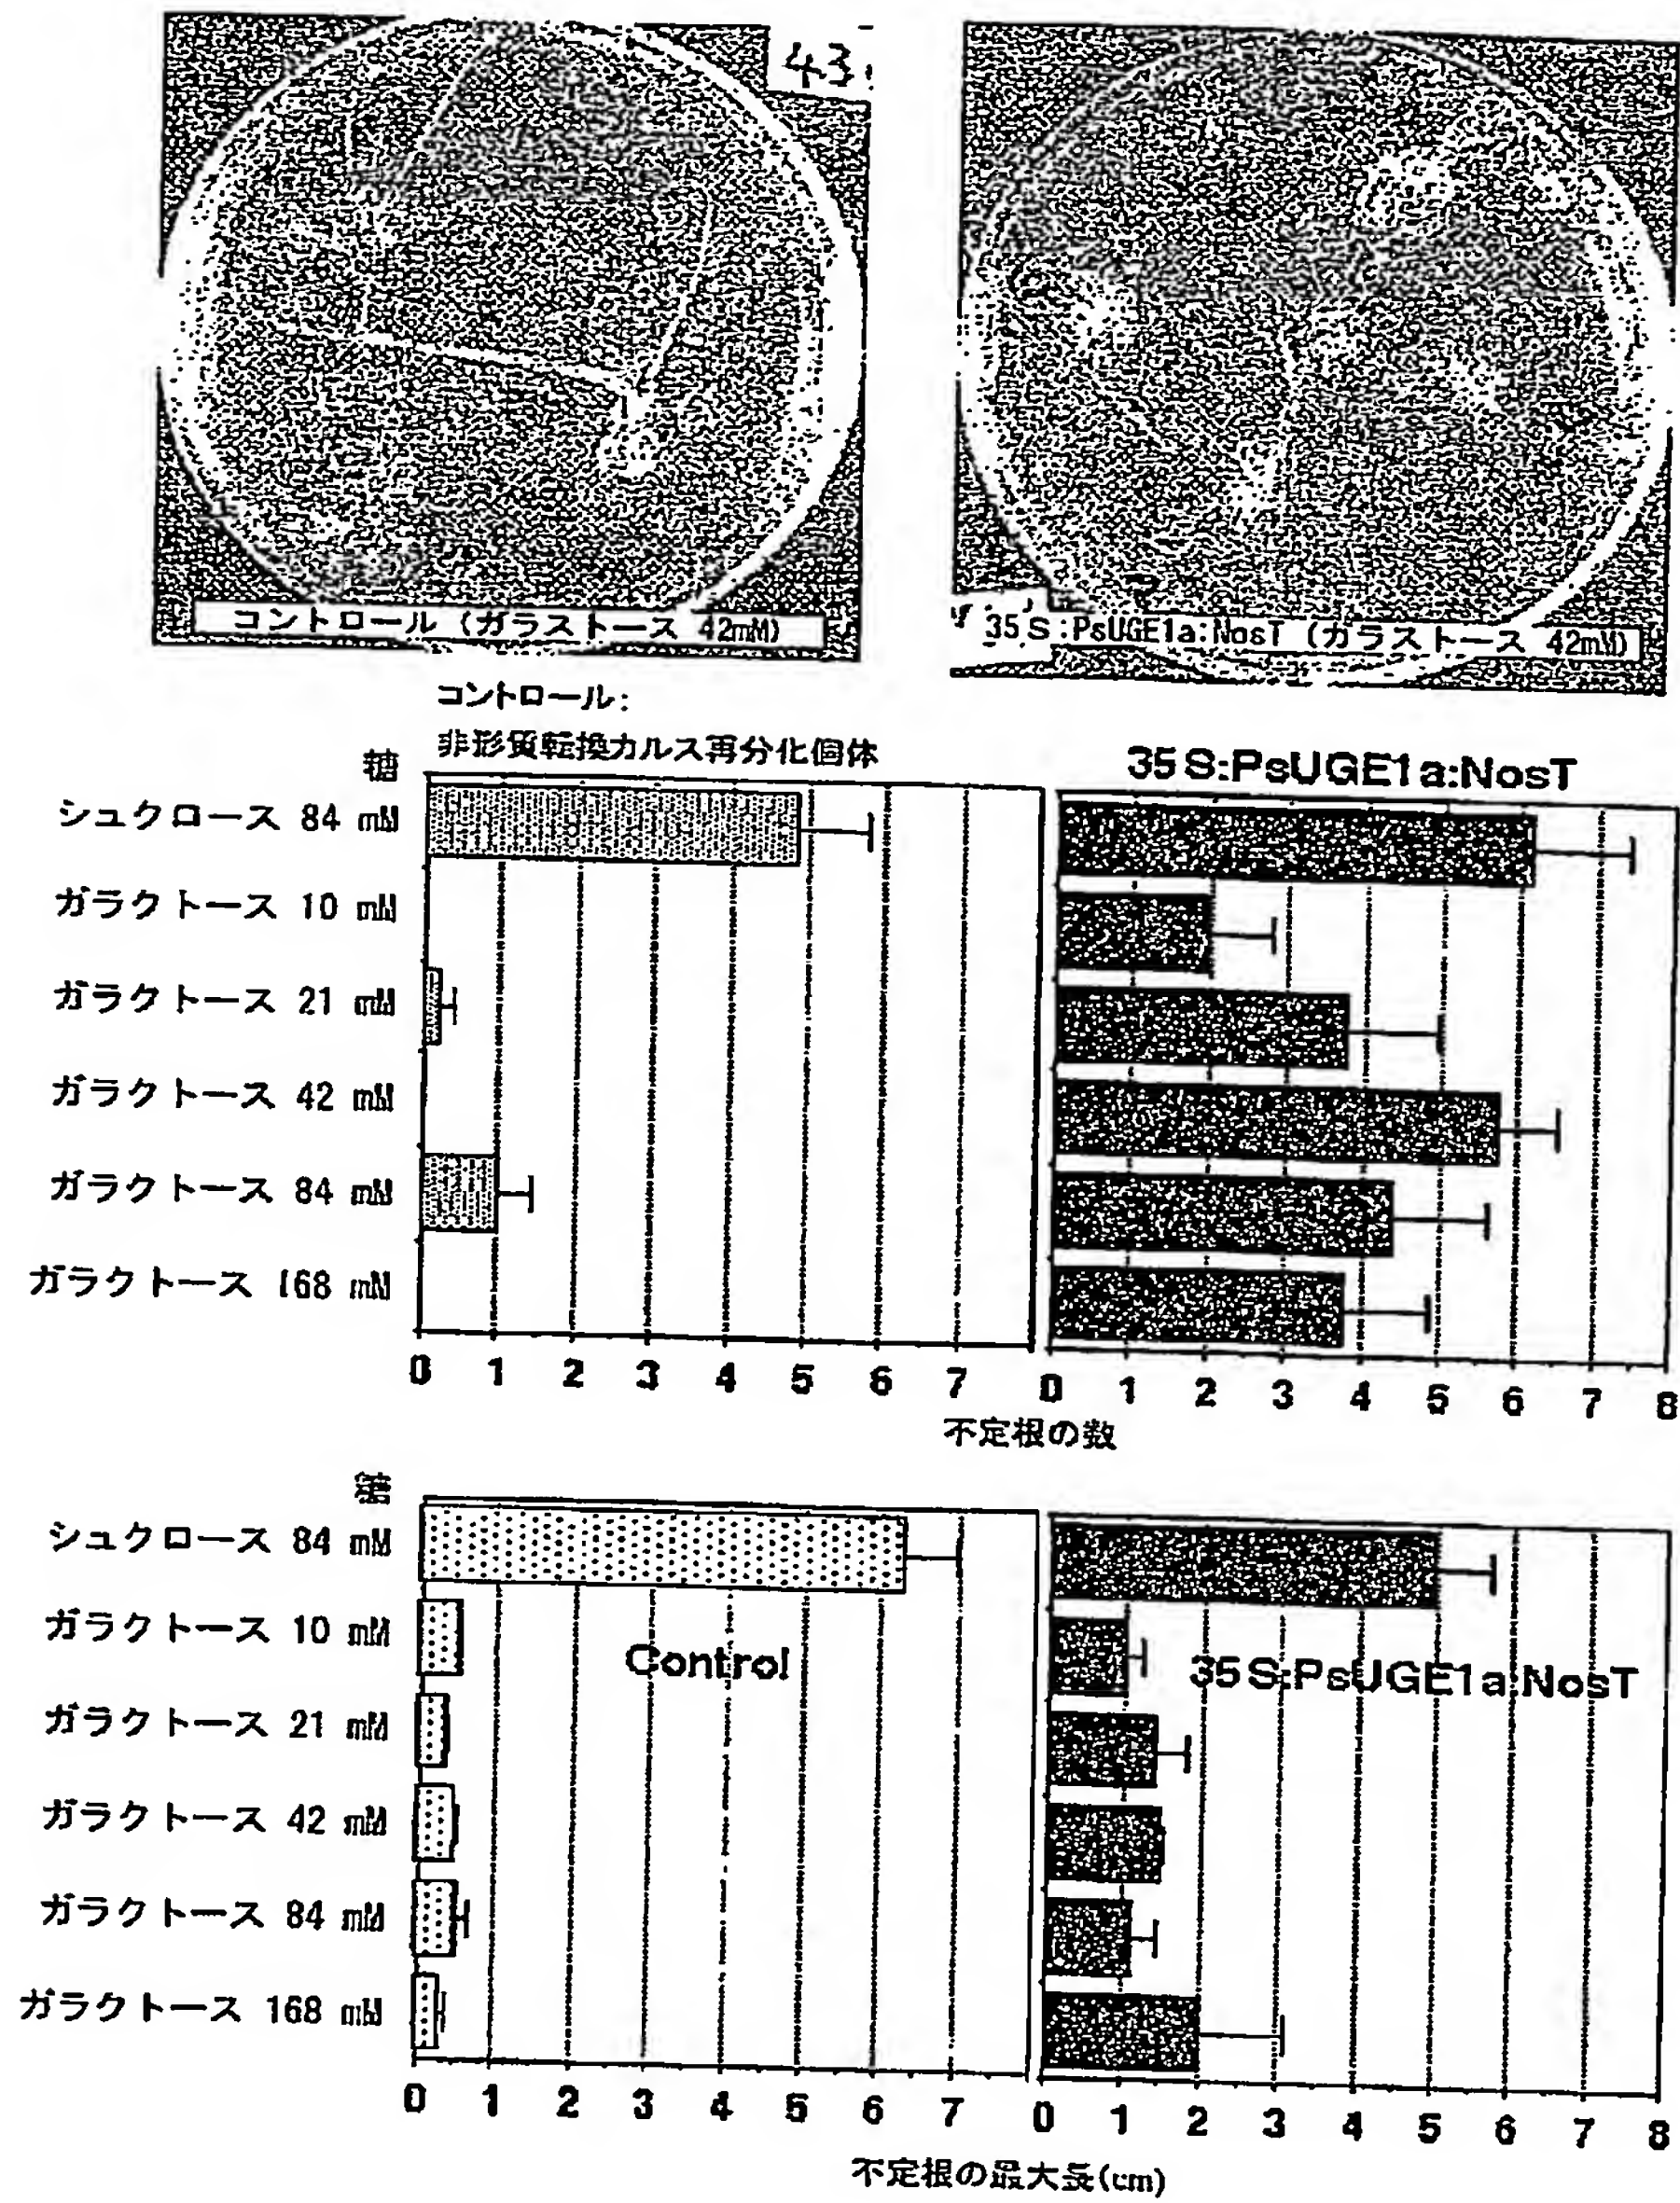 43
コントロール (ガラストース 42mM)
35S:PsUGE1a:NosT (ガラストース 42mM)
コントロール:
非形質転換カルス再分化個体
糖
35S:PsUGE1a:NosT
シュクロース 84 mM
ガラクトース 10 mM
ガラクトース 21 mM
ガラクトース 42 mM
ガラクトース 84 mM
ガラクトース 168 mM
0 1 2 3 4 5 6 7
0 1 2 3 4 5 6 7 8
不定根の数
糖
シュクロース 84 mM
ガラクトース 10 mM
ガラクトース 21 mM
ガラクトース 42 mM
ガラクトース 84 mM
ガラクトース 168 mM
Control
35S:PsUGE1a:NosT
0 1 2 3 4 5 6 7
0 1 2 3 4 5 6 7 8
不定根の最大長(cm)